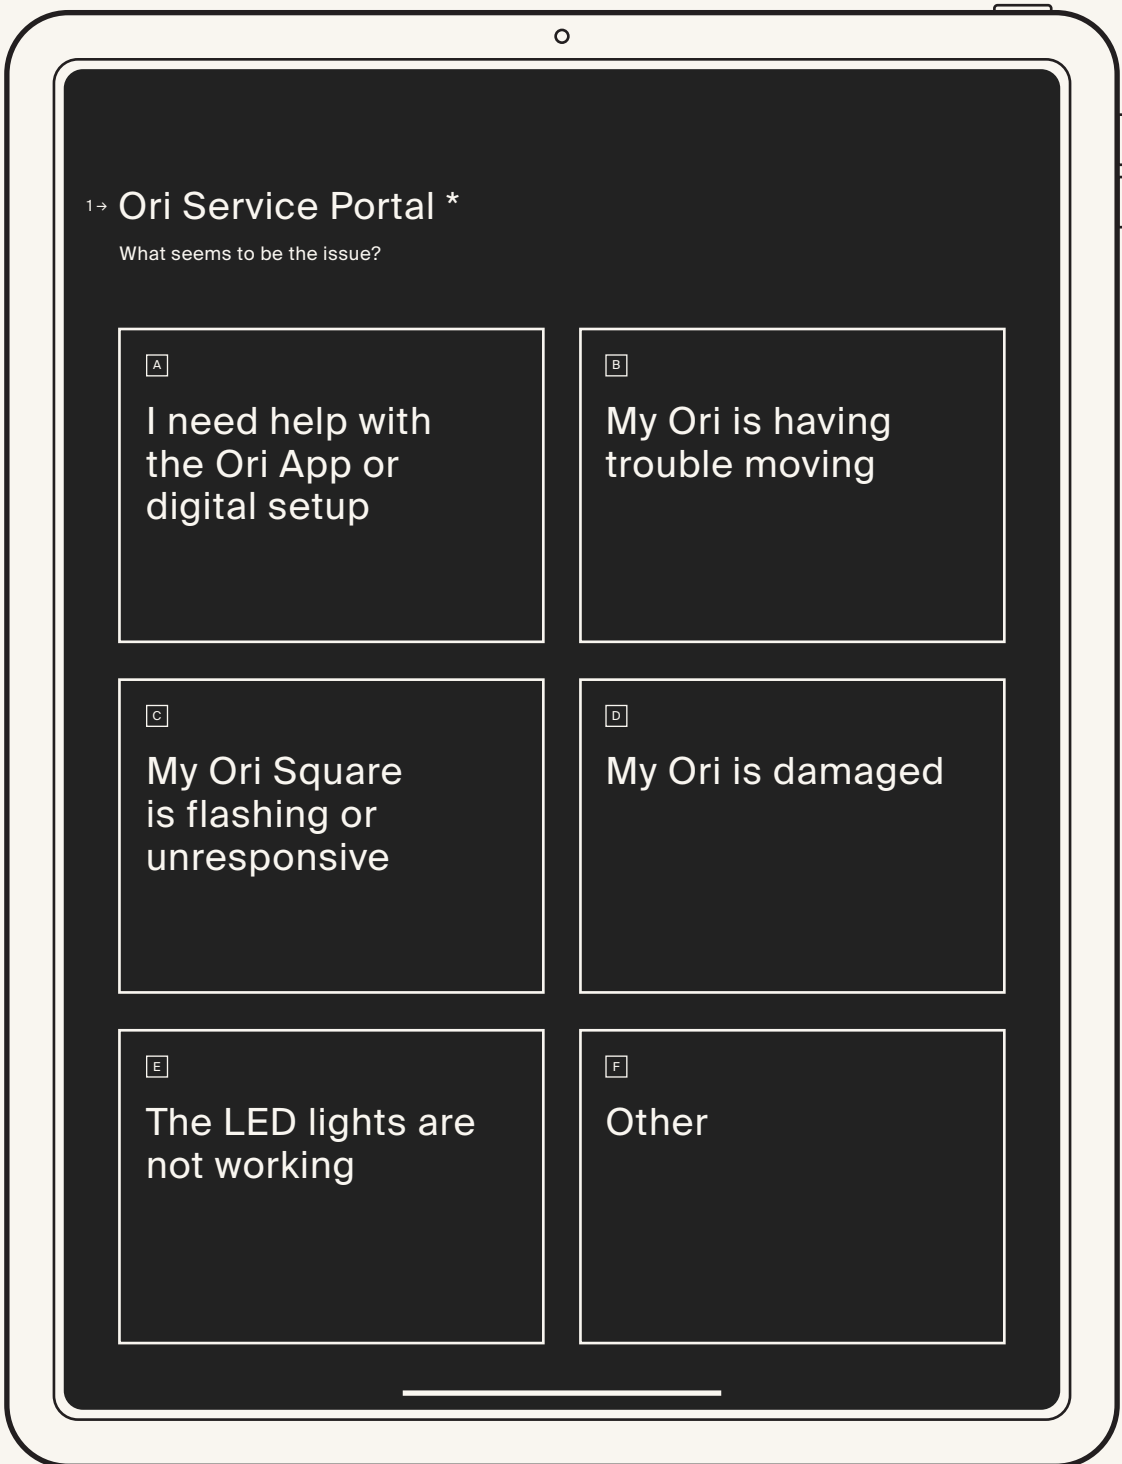 1→ Ori Service Portal *
What seems to be the issue?
A
I need help with
the Ori App or
digital setup
B
My Ori is having
trouble moving
C
My Ori Square
is flashing or
unresponsive
D
My Ori is damaged
E
The LED lights are
not working
F
Other